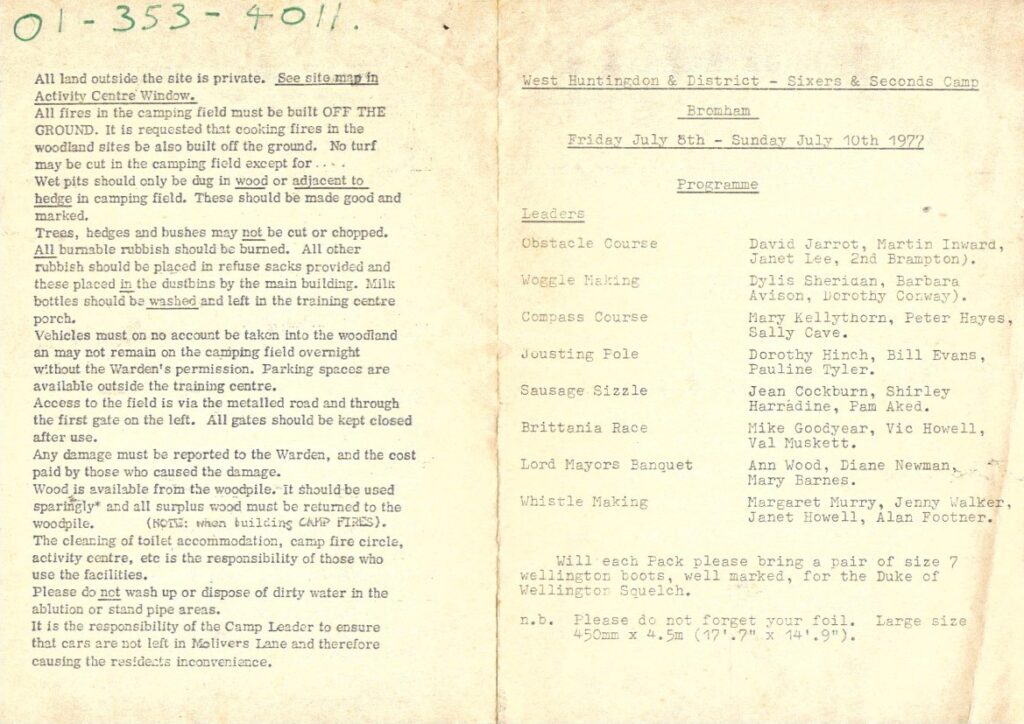 01-353-4011.
All land outside the site is private. See site map in
Activity Centre Window.
All fires in the camping field must be built OFF THE
GROUND. It is requested that cooking fires in the
woodland sites be also built off the ground. No turf
may be cut in the camping field except for . . . .
Wet pits should only be dug in wood or adjacent to
hedge in camping field. These should be made good and
marked.
Trees, hedges and bushes may not be cut or chopped.
All burnable rubbish should be burned. All other
rubbish should be placed in refuse sacks provided and
these placed in the dustbins by the main building. Milk
bottles should be washed and left in the training centre
porch.
Vehicles must on no account be taken into the woodland
an may not remain on the camping field overnight
without the Warden's permission. Parking spaces are
available outside the training centre.
Access to the field is via the metalled road and through
the first gate on the left. All gates should be kept closed
after use.
Any damage must be reported to the Warden, and the cost
paid by those who caused the damage.
Wood is available from the woodpile. It should be used
sparingly* and all surplus wood must be returned to the
woodpile. (NOTE: when building CAMP FIRES).
The cleaning of toilet accommodation, camp fire circle,
activity centre, etc is the responsibility of those who
use the facilities.
Please do not wash up or dispose of dirty water in the
ablution or stand pipe areas.
It is the responsibility of the Camp Leader to ensure
that cars are not left in Molivers Lane and therefore
causing the residents inconvenience.
West Huntingdon & District - Sixers & Seconds Camp
Bromham
Friday July 8th - Sunday July 10th 1977
Programme
Leaders
Obstacle Course David Jarrot, Martin Inward,
Janet Lee, 2nd Brampton).
Woggle Making Dylis Sheridan, Barbara
Avison, Dorothy Conway).
Compass Course Mary Kellythorn, Peter Hayes,
Sally Cave.
Jousting Pole Dorothy Hinch, Bill Evans,
Pauline Tyler.
Sausage Sizzle Jean Cockburn, Shirley
Harradine, Pam Aked.
Brittania Race Mike Goodyear, Vic Howell,
Val Muskett.
Lord Mayors Banquet Ann Wood, Diane Newman,
Mary Barnes.
Whistle Making Margaret Murry, Jenny Walker,
Janet Howell, Alan Footner.
Will each Pack please bring a pair of size 7
wellington boots, well marked, for the Duke of
Wellington Squelch.
n.b. Please do not forget your foil. Large size
450mm x 4.5m (17'.7" x 14'.9").